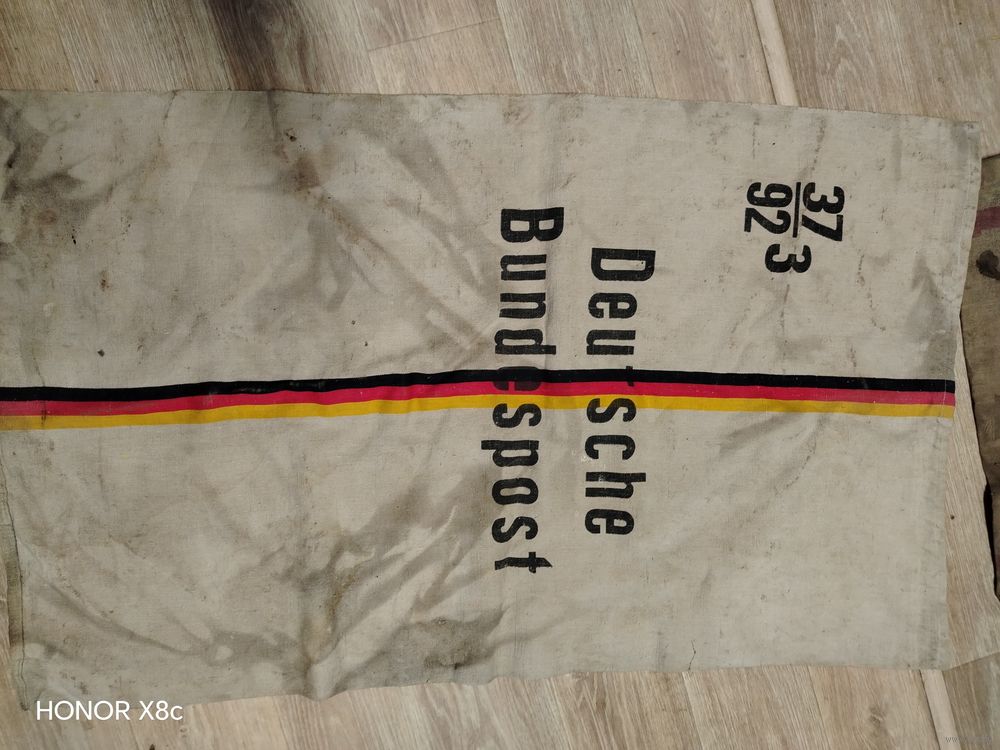 37 3
92
Deutsche
Bundespost
HONOR X8c